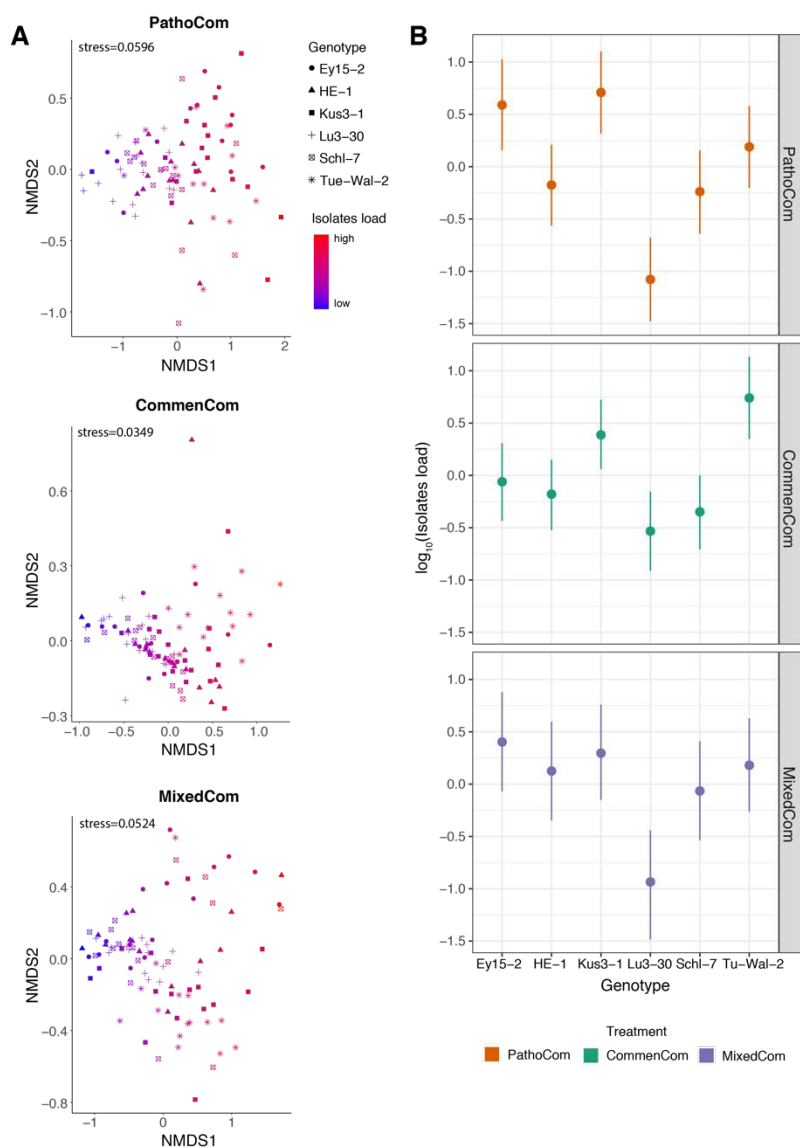 A
PathoCom
stress=0.0596
NMDS2
0.5
0.0
−0.5
−1.0
−1
0
1
2
NMDS1
Genotype
Ey15−2
HE−1
Kus3−1
Lu3−30
Schl−7
Tue−Wal−2
Isolates load
high
low
CommenCom
stress=0.0349
NMDS2
0.6
0.3
0.0
−0.3
−1.0
−0.5
0.0
0.5
1.0
NMDS1
MixedCom
stress=0.0524
NMDS2
0.4
0.0
−0.4
−0.8
−1
0
1
NMDS1
B
log10(Isolates load)
1.0
0.5
0.0
−0.5
−1.0
−1.5
PathoCom
1.0
0.5
0.0
−0.5
−1.0
−1.5
CommenCom
1.0
0.5
0.0
−0.5
−1.0
−1.5
MixedCom
Ey15−2
HE−1
Kus3−1
Lu3−30
Schl−7
Tu−Wal−2
Genotype
Treatment
PathoCom
CommenCom
MixedCom